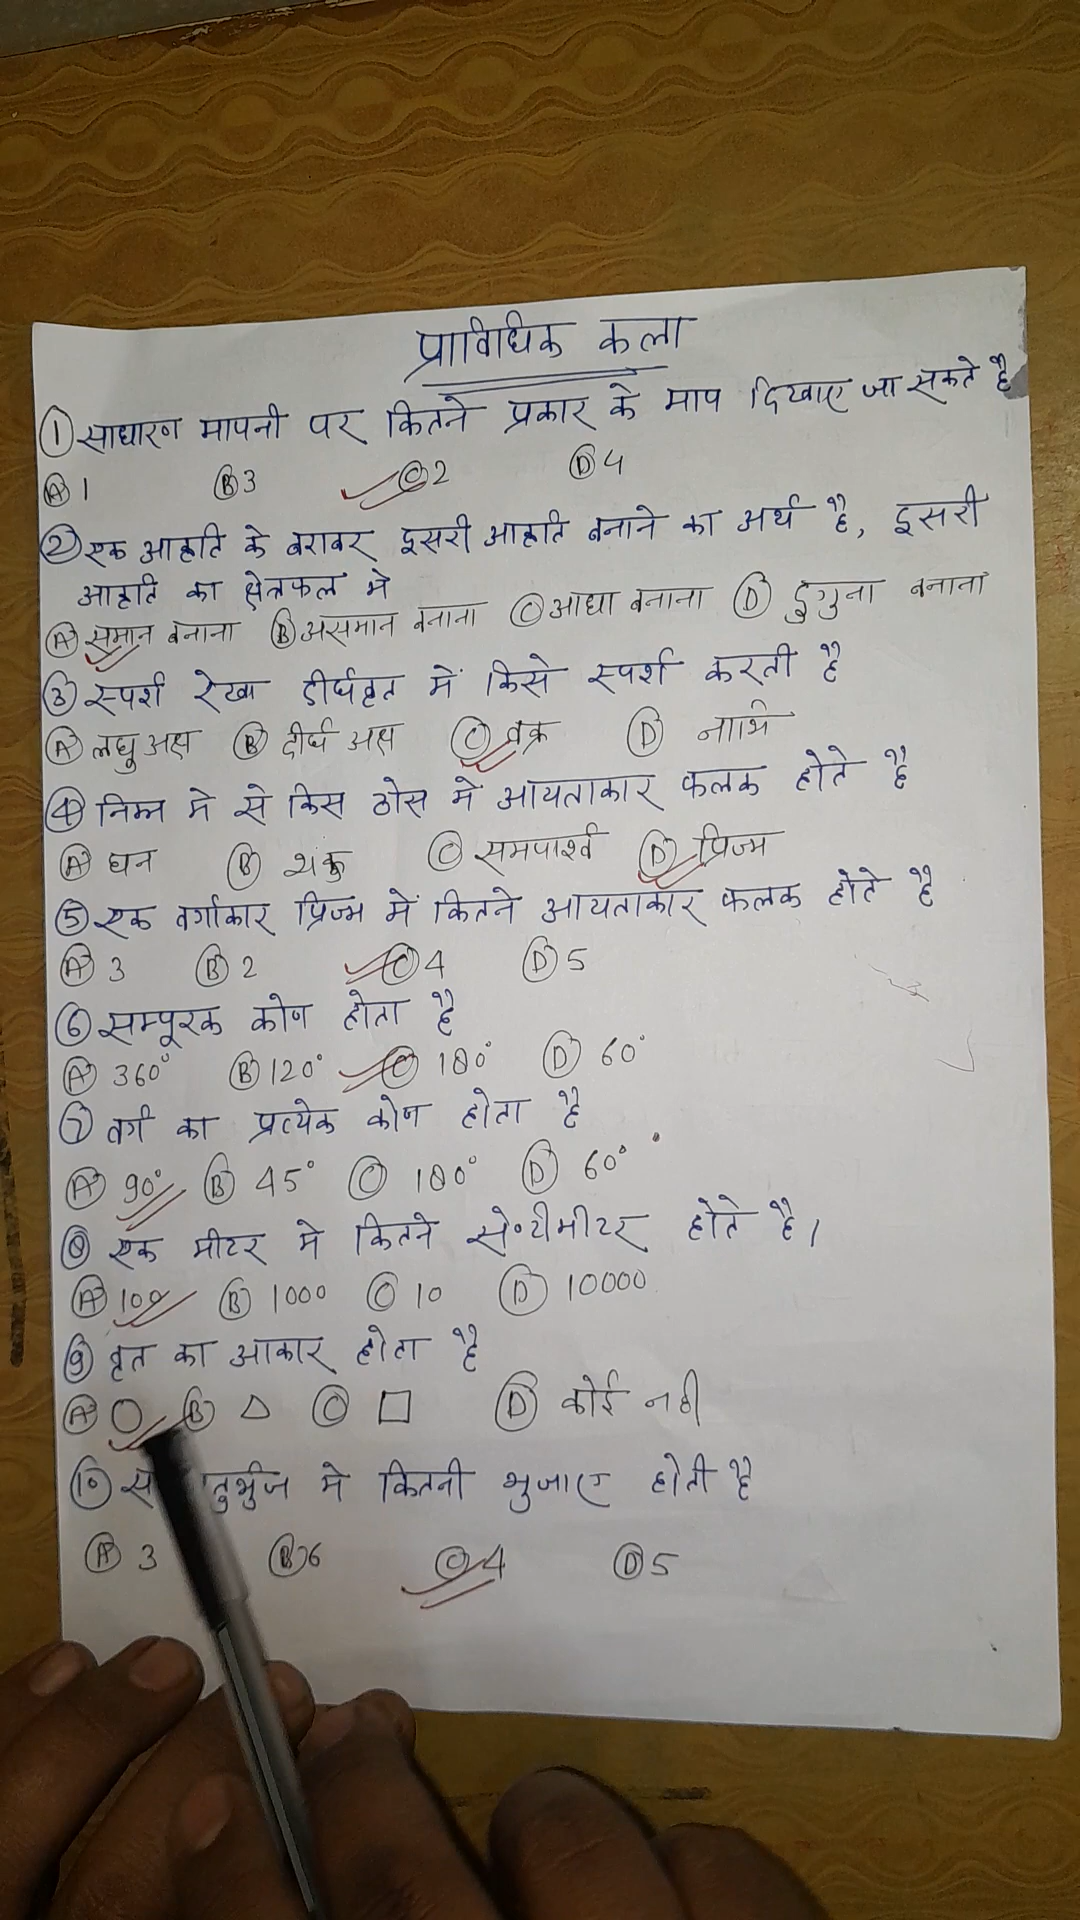 प्राविधिक कला
① साधारण मापनी पर कितने प्रकार के माप दिखाए जा सकते है
Ⓐ 1 Ⓑ 3 Ⓒ 2 Ⓓ 4
② एक आकृति के बराबर दूसरी आकृति बनाने का अर्थ है, दूसरी
आकृति का क्षेत्रफल मे
Ⓐ समान बनाना Ⓑ असमान बनाना Ⓒ आधा बनाना Ⓓ दुगुना बनाना
③ स्पर्श रेखा दीर्घवृत में किसे स्पर्श करती है
Ⓐ लघु अक्ष Ⓑ दीर्घ अक्ष Ⓒ वक्र Ⓓ नाभि
④ निम्न मे से किस ठोस मे आयताकार फलक होते है
Ⓐ घन Ⓑ शंकु Ⓒ समपार्श्व Ⓓ प्रिज्म
⑤ एक वर्गाकार प्रिज्म में कितने आयताकार फलक होते है
Ⓐ 3 Ⓑ 2 Ⓒ 4 Ⓓ 5
⑥ सम्पूरक कोण होता है
Ⓐ 360° Ⓑ 120° Ⓒ 180° Ⓓ 60°
⑦ वर्ग का प्रत्येक कोण होता है
Ⓐ 90° Ⓑ 45° Ⓒ 180° Ⓓ 60°
⑧ एक मीटर मे कितने सेण्टीमीटर होते है।
Ⓐ 100 Ⓑ 1000 Ⓒ 10 Ⓓ 10000
⑨ वृत का आकार होता है
Ⓐ ○ Ⓑ △ Ⓒ □ Ⓓ कोई नही
⑩ मे कितनी भुजाए होती है
Ⓐ 3 Ⓑ 6 Ⓒ 4 Ⓓ 5